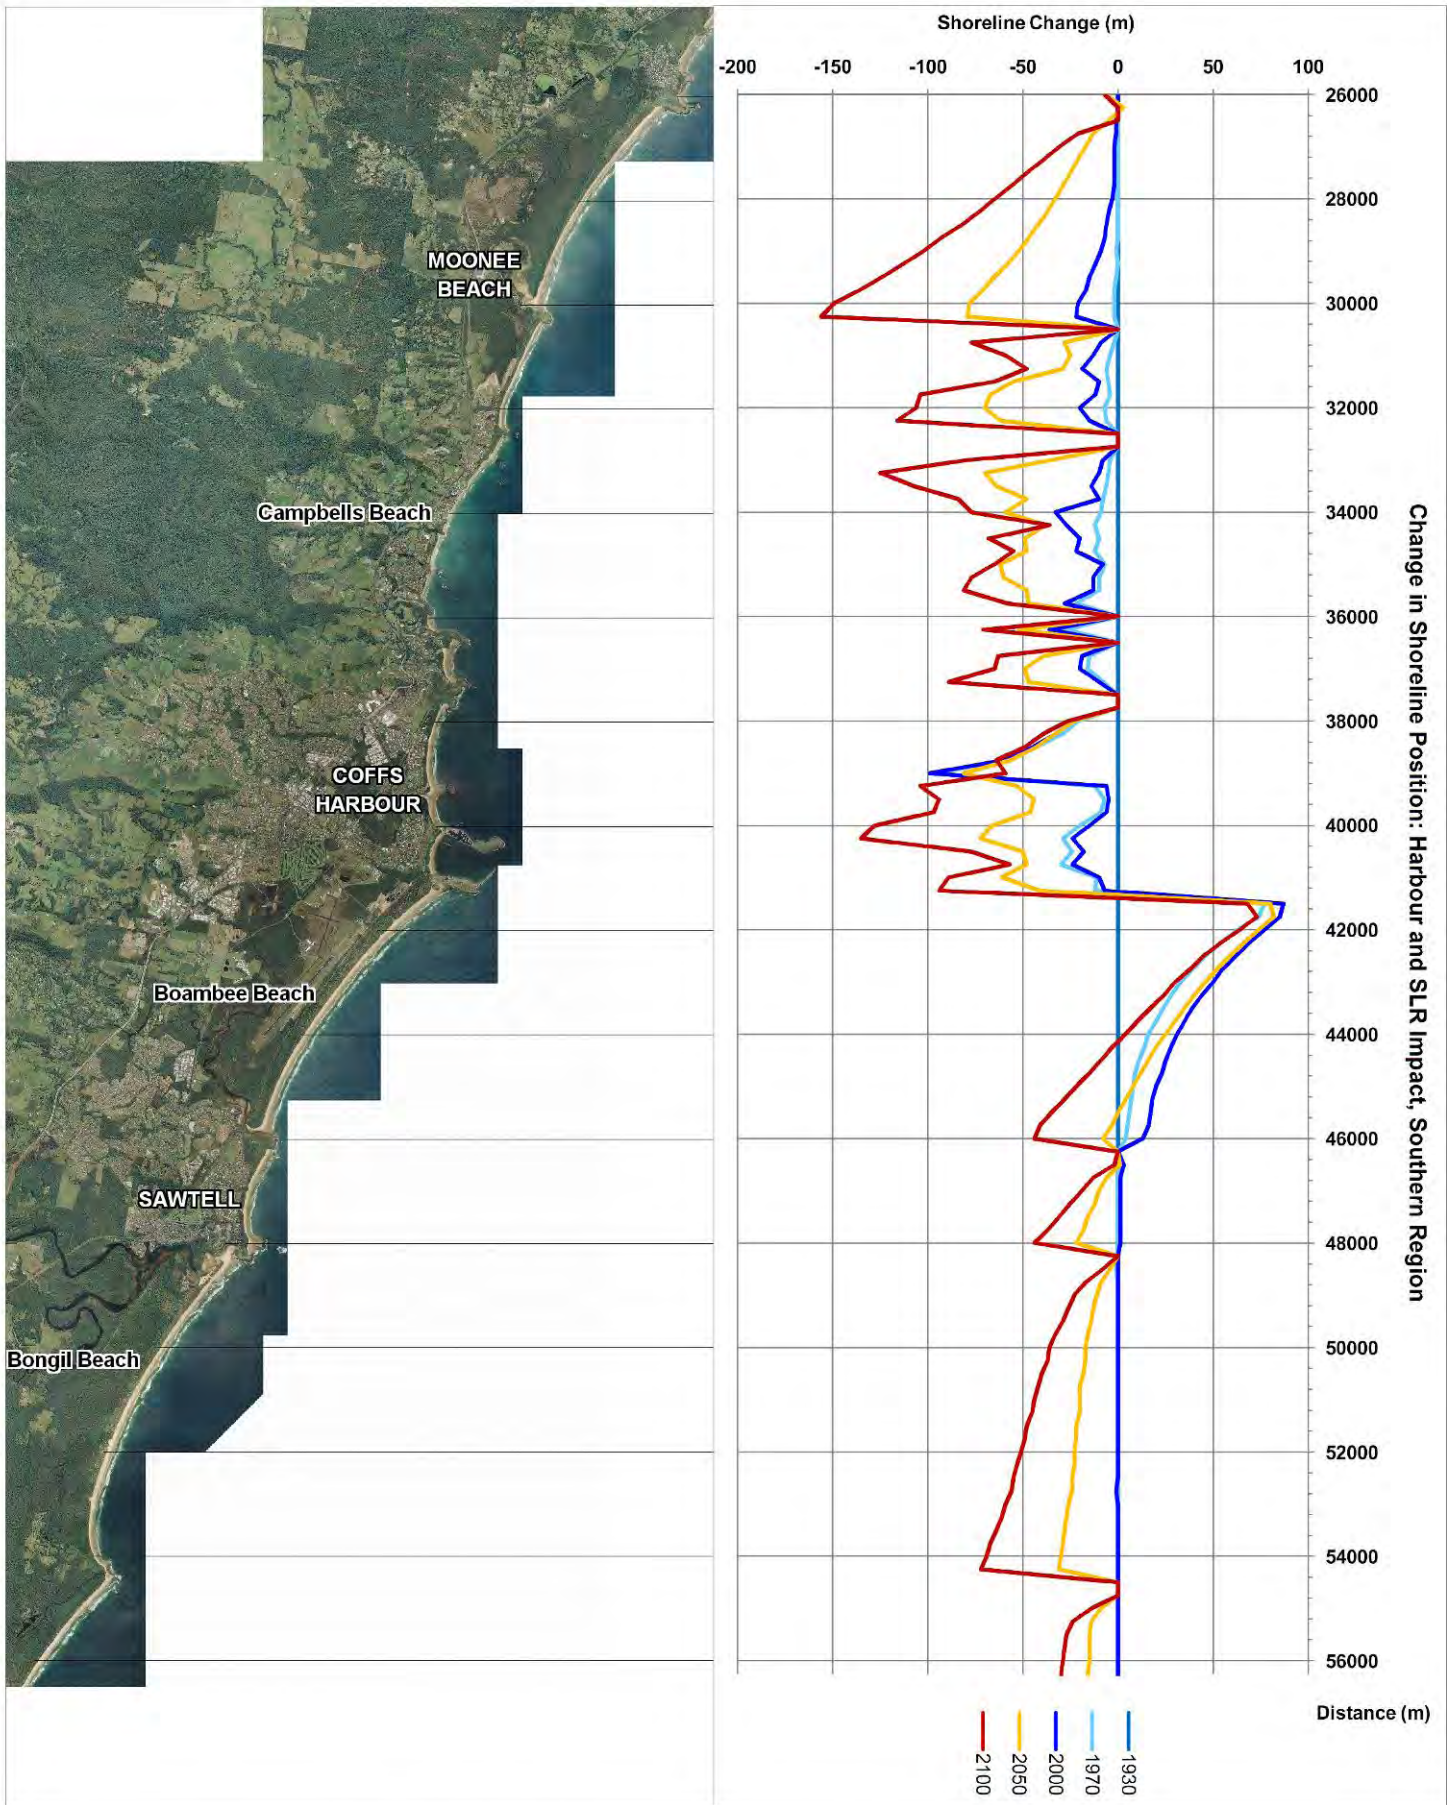 Shoreline Change (m)
-200 -150 -100 -50 0 50 100
26000
28000
MOONEE
BEACH
30000
32000
Campbells Beach
34000
36000
38000
COFFS
HARBOUR
40000
42000
Boambee Beach
44000
46000
SAWTELL
48000
50000
Bongil Beach
52000
54000
56000
Distance (m)
Change in Shoreline Position: Harbour and SLR Impact, Southern Region
1930
1970
2000
2050
2100